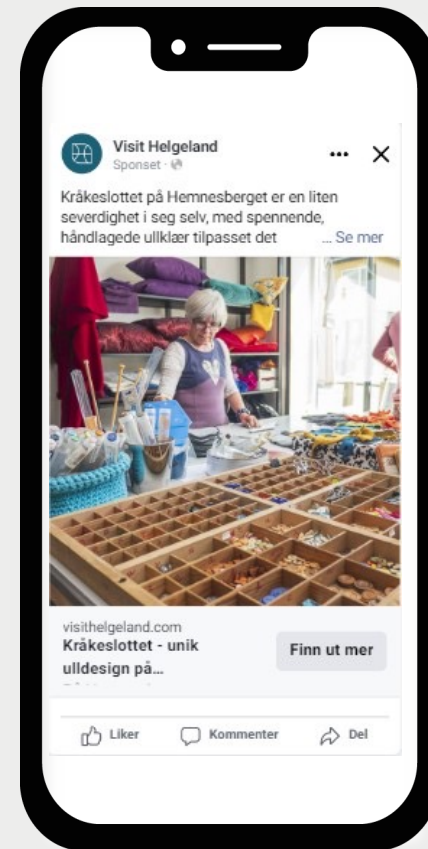 Visit Helgeland
Sponset
Kråkeslottet på Hemnesberget er en liten
severdighet i seg selv, med spennende,
håndlagede ullklær tilpasset det ... Se mer
visithelgeland.com
Kråkeslottet - unik
ulldesign på...
Finn ut mer
Liker Kommenter Del